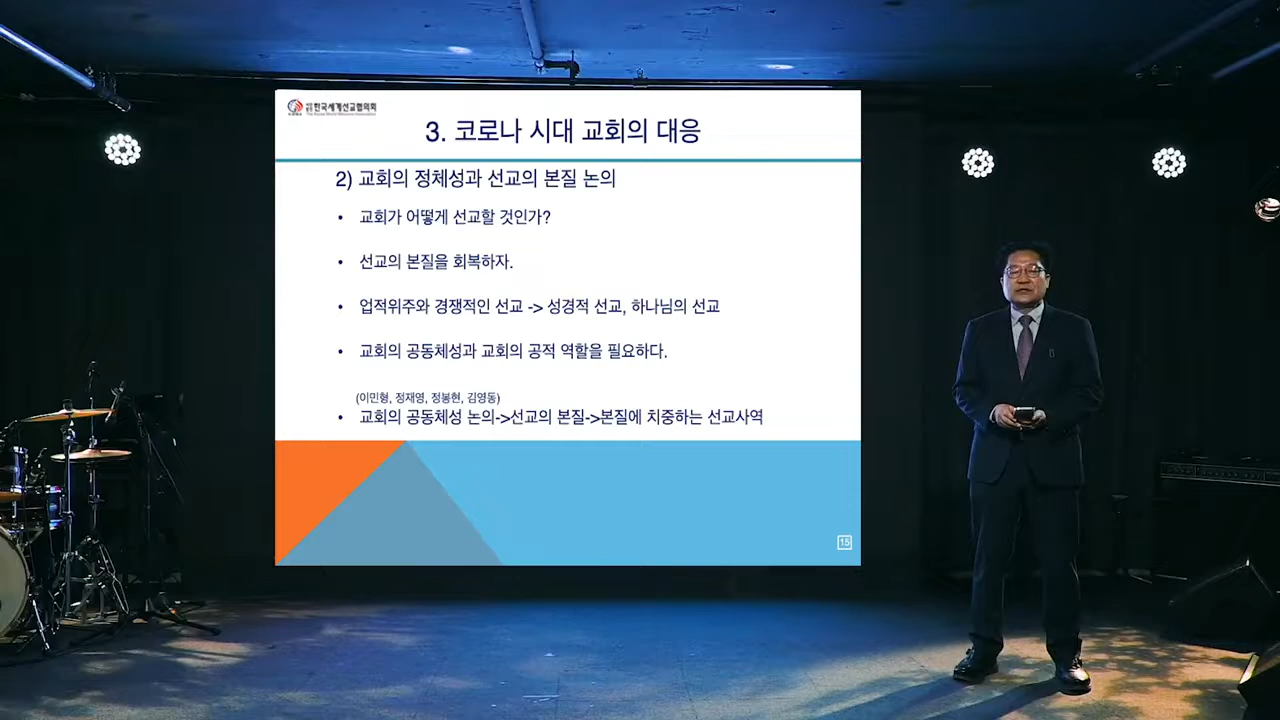 한국세계선교협의회
3. 코로나 시대 교회의 대응
2) 교회의 정체성과 선교의 본질 논의
• 교회가 어떻게 선교할 것인가?
• 선교의 본질을 회복하자.
• 업적위주와 경쟁적인 선교 -> 성경적 선교, 하나님의 선교
• 교회의 공동체성과 교회의 공적 역할을 필요하다.
(이민형, 정재영, 정봉현, 김영동)
• 교회의 공동체성 논의->선교의 본질->본질에 치중하는 선교사역
15